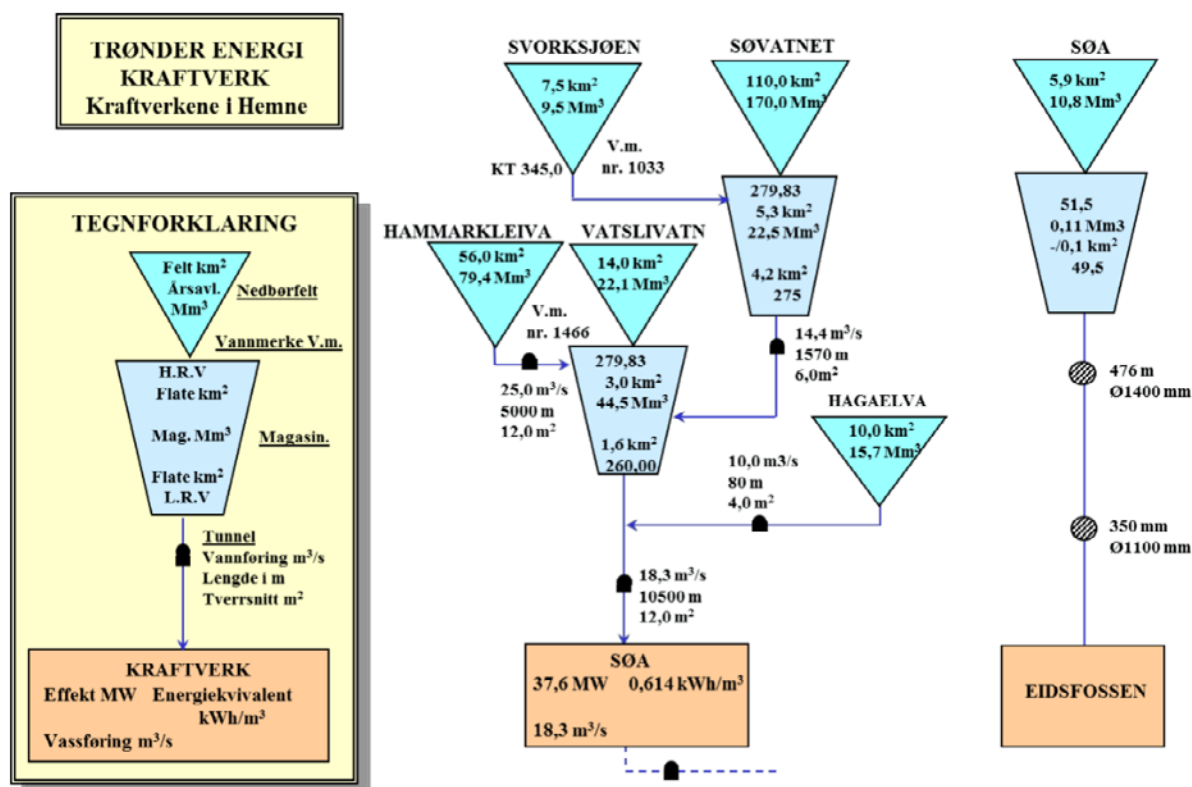 TRØNDER ENERGI
KRAFTVERK
Kraftverkene i Hemne
TEGNFORKLARING
Felt km²
Årsavl.
Mm³
Nedbørfelt
Vannmerke V.m.
H.R.V
Flate km²
Mag. Mm³
Magasin.
Flate km²
L.R.V
Tunnel
Vannføring m³/s
Lengde i m
Tverrsnitt m²
KRAFTVERK
Effekt MW Energiekvivalent
kWh/m³
Vassføring m³/s
SVORKSJØEN
7,5 km²
9,5 Mm³
KT 345,0
V.m.
nr. 1033
SØVATNET
110,0 km²
170,0 Mm³
279,83
5,3 km²
22,5 Mm³
4,2 km²
275
14,4 m³/s
1570 m
6,0m²
HAMMARKLEIVA
56,0 km²
79,4 Mm³
V.m.
nr. 1466
25,0 m³/s
5000 m
12,0 m²
VATSLIVATN
14,0 km²
22,1 Mm³
279,83
3,0 km²
44,5 Mm³
1,6 km²
260,00
HAGAELVA
10,0 km²
15,7 Mm³
10,0 m3/s
80 m
4,0 m²
18,3 m³/s
10500 m
12,0 m²
SØA
37,6 MW 0,614 kWh/m³
18,3 m³/s
SØA
5,9 km²
10,8 Mm³
51,5
0,11 Mm3
-/0,1 km²
49,5
476 m
Ø1400 mm
350 mm
Ø1100 mm
EIDSFOSSEN